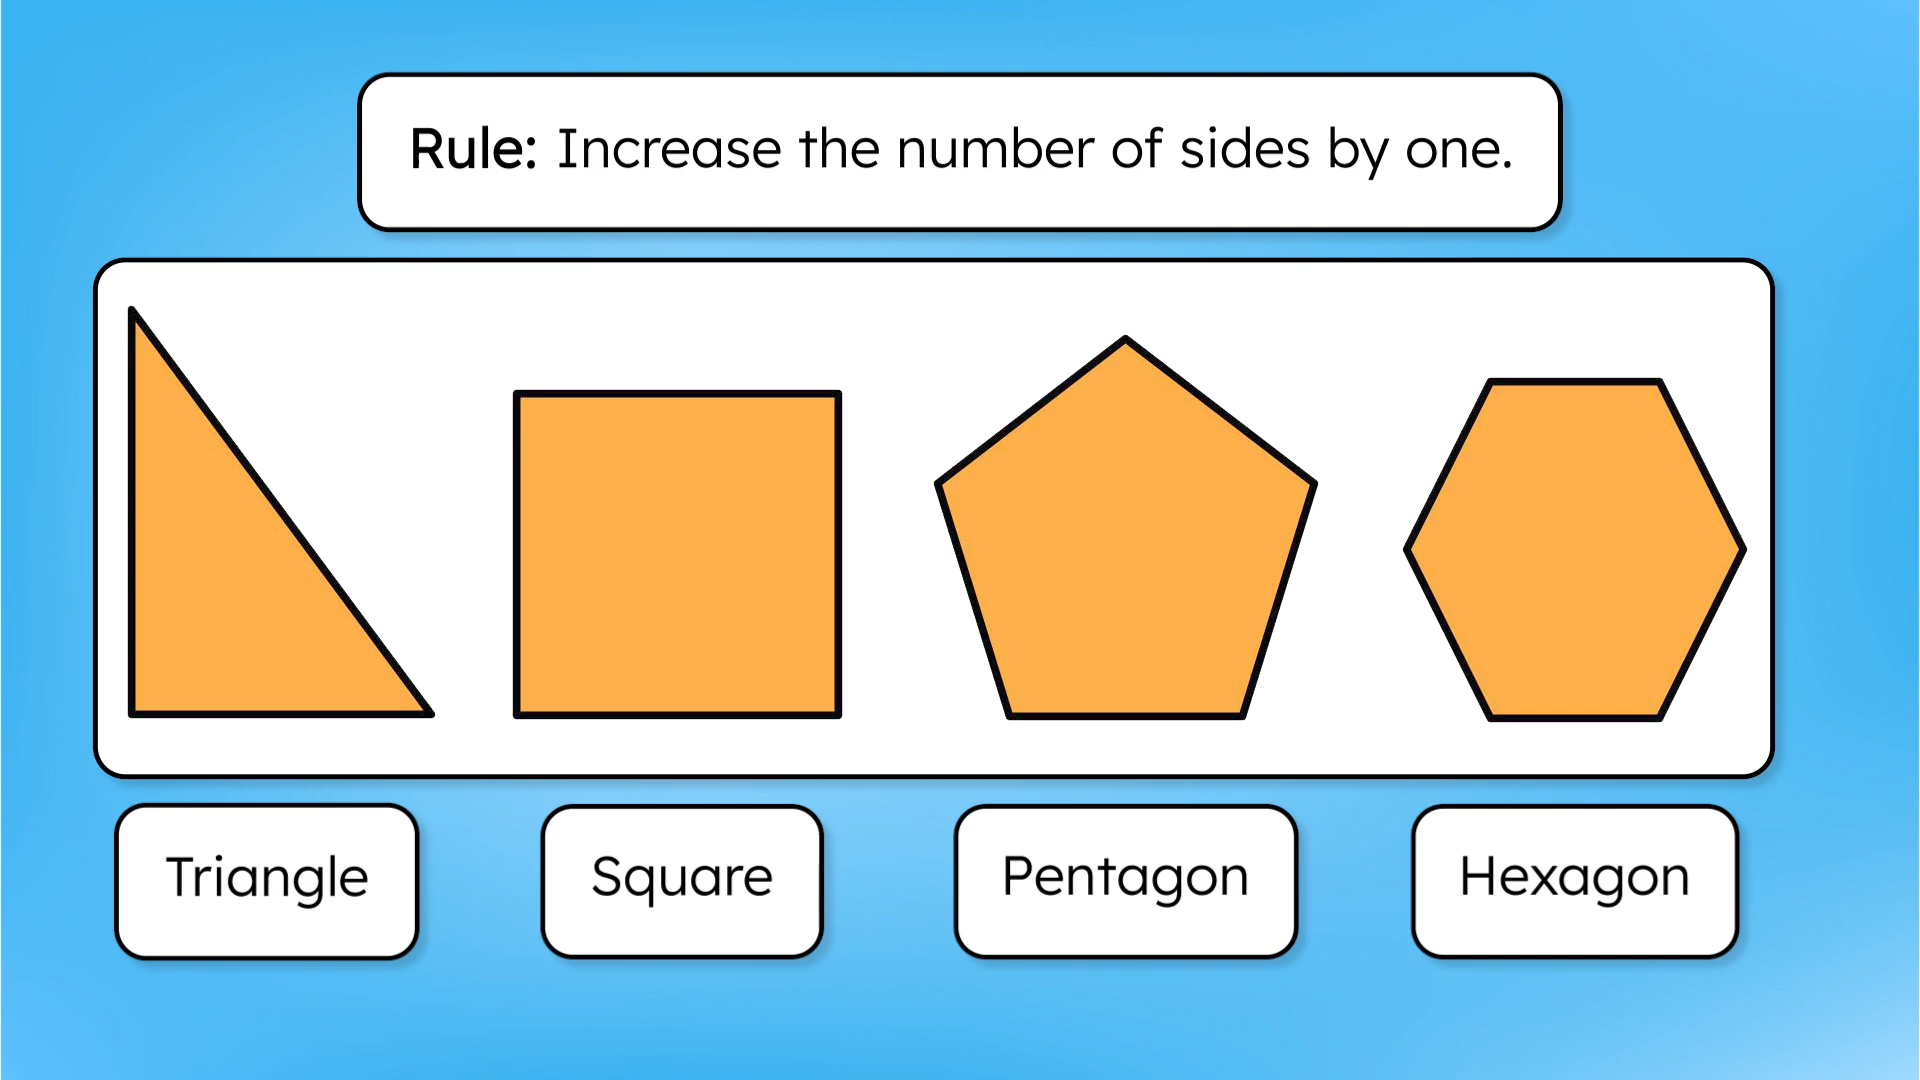 Rule: Increase the number of sides by one.
Triangle
Square
Pentagon
Hexagon